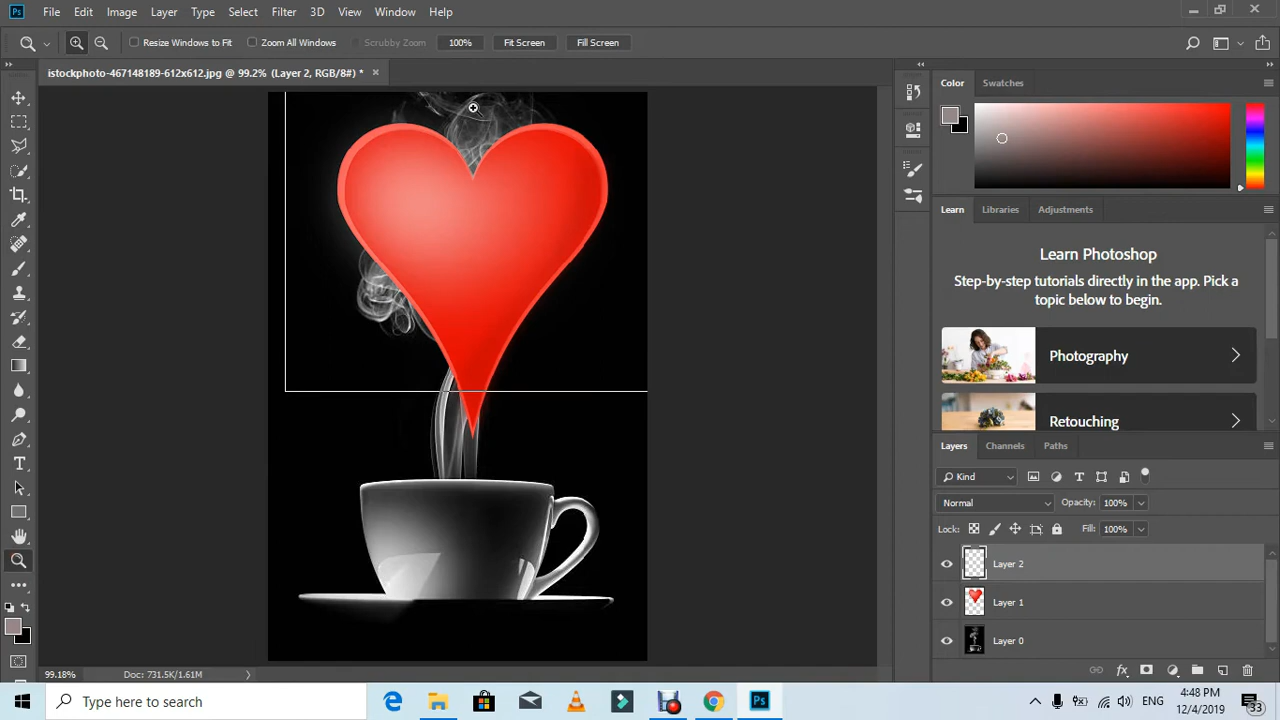 Ps File Edit Image Layer Type Select Filter 3D View Window Help
Resize Windows to Fit Zoom All Windows Scrubby Zoom 100% Fit Screen Fill Screen
istockphoto-467148189-612x612.jpg @ 99.2% (Layer 2, RGB/8#) * ×
Color Swatches
Learn Libraries Adjustments
Learn Photoshop
Step-by-step tutorials directly in the app. Pick a
topic below to begin.
Photography
Retouching
Layers Channels Paths
Kind
Normal Opacity: 100%
Lock: Fill: 100%
Layer 2
Layer 1
Layer 0
99.18% Doc: 731.5K/1.61M
Type here to search
Ps
ENG
4:48 PM
12/4/2019
33